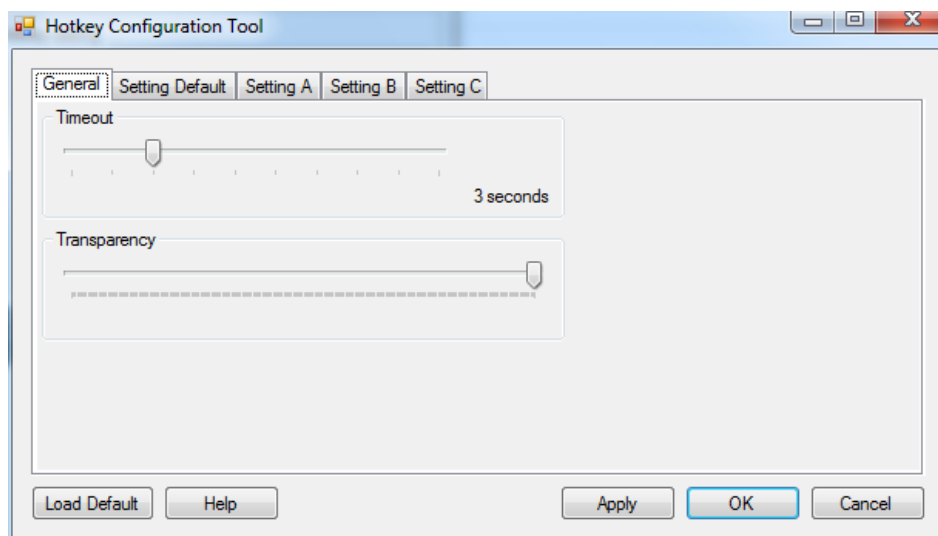 Hotkey Configuration Tool
General Setting Default Setting A Setting B Setting C
Timeout
3 seconds
Transparency
Load Default Help Apply OK Cancel